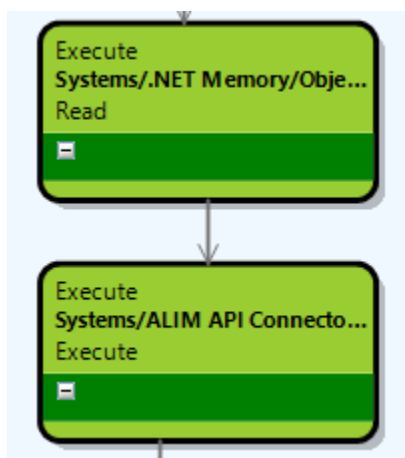 Execute
Systems/.NET Memory/Obje...
Read
Execute
Systems/ALIM API Connecto...
Execute